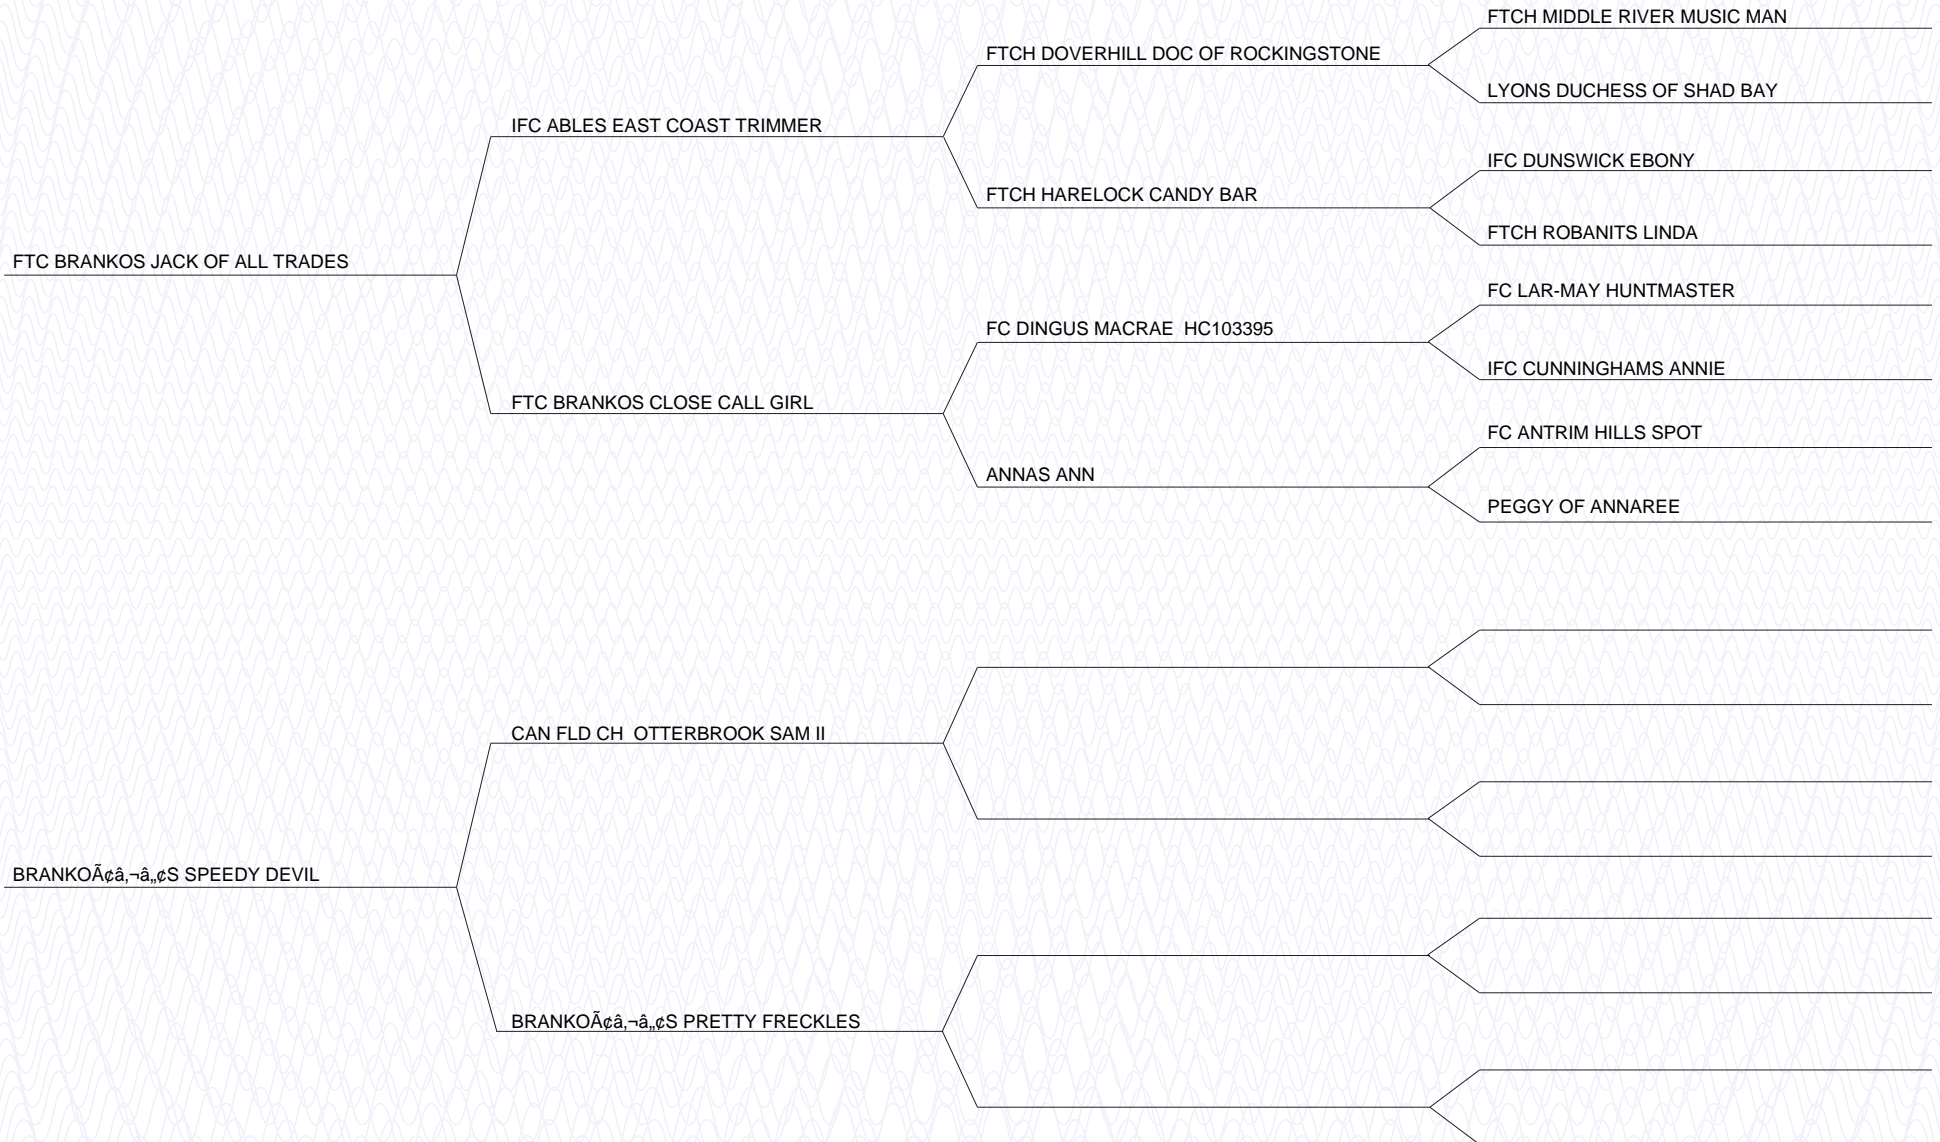 FTCH MIDDLE RIVER MUSIC MAN
FTCH DOVERHILL DOC OF ROCKINGSTONE
LYONS DUCHESS OF SHAD BAY
IFC ABLES EAST COAST TRIMMER
IFC DUNSWICK EBONY
FTCH HARELOCK CANDY BAR
FTCH ROBANITS LINDA
FTC BRANKOS JACK OF ALL TRADES
FC LAR-MAY HUNTMASTER
FC DINGUS MACRAE  HC103395
IFC CUNNINGHAMS ANNIE
FTC BRANKOS CLOSE CALL GIRL
FC ANTRIM HILLS SPOT
ANNAS ANN
PEGGY OF ANNAREE
CAN FLD CH  OTTERBROOK SAM II
BRANKOÃ¢â‚¬â„¢S SPEEDY DEVIL
BRANKOÃ¢â‚¬â„¢S PRETTY FRECKLES